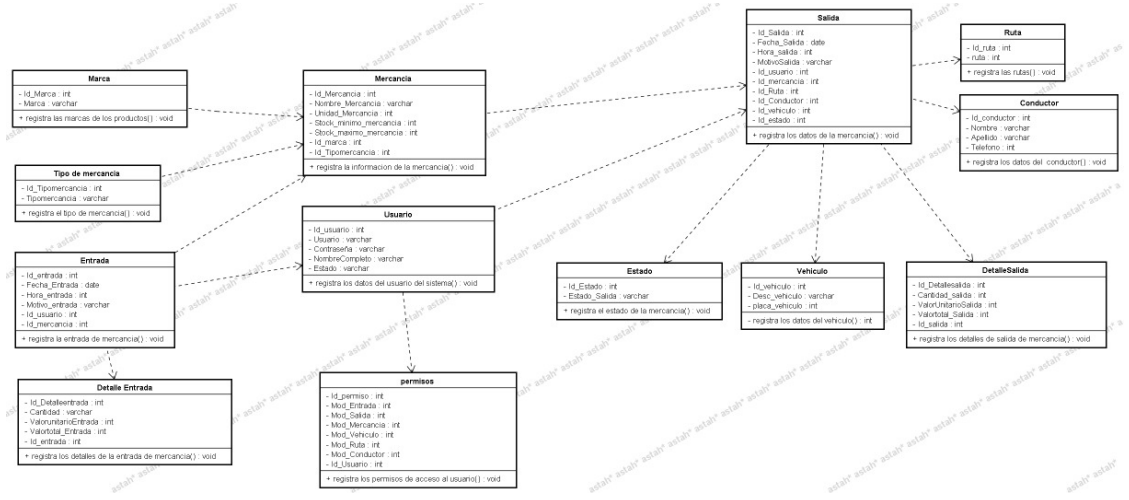 Marca
- Id_Marca : int
- Marca : varchar
+ registra las marcas de los productos() : void
Tipo de mercancia
- Id_Tipomercancia : int
- Tipomercancia : varchar
+ registra el tipo de mercancia() : void
Entrada
- Id_entrada : int
- Fecha_Entrada : date
- Hora_entrada : int
- Motivo_entrada : varchar
- Id_usuario : int
- Id_mercancia : int
+ registra la entrada de mercancia() : void
Detalle Entrada
- Id_Detalleentrada : int
- Cantidad : varchar
- ValorunitarioEntrada : int
- Valortotal_Entrada : int
- Id_entrada : int
+ registra los detalles de la entrada de mercancia() : void
Mercancia
- Id_Mercancia : int
- Nombre_Mercancia : varchar
- Unidad_Mercancia : int
- Stock_minimo_mercancia : int
- Stock_maximo_mercancia : int
- Id_marca : int
- Id_Tipomercancia : int
+ registra la informacion de la mercancia() : void
Usuario
- Id_usuario : int
- Usuario : varchar
- Contraseña : varchar
- NombreCompleto : varchar
- Estado : varchar
+ registra los datos del usuario del sistema() : void
permisos
- Id_permiso : int
- Mod_Entrada : int
- Mod_Salida : int
- Mod_Mercancia : int
- Mod_Vehiculo : int
- Mod_Ruta : int
- Mod_Conductor : int
- Id_Usuario : int
+ registra los permisos de acceso al usuario() : void
Salida
- Id_Salida : int
- Fecha_Salida : date
- Hora_salida : int
- MotivoSalida : varchar
- Id_usuario : int
- Id_mercancia : int
- Id_Ruta : int
- Id_Conductor : int
- Id_vehiculo : int
- Id_estado : int
+ registra los datos de la mercancia() : void
Ruta
- Id_ruta : int
- ruta : int
+ registra las rutas() : void
Conductor
- Id_conductor : int
- Nombre : varchar
- Apellido : varchar
- Telefono : int
+ registra los datos del conductor() : void
Estado
- Id_Estado : int
- Estado_Salida : varchar
+ registra el estado de la mercancia() : void
Vehiculo
- Id_vehiculo : int
- Desc_vehiculo : varchar
- placa_vehiculo : int
- registra los datos del vehiculo() : int
DetalleSalida
- Id_Detallesalida : int
- Cantidad_salida : int
- ValorUnitarioSalida : int
- Valortotal_Salida : int
- Id_salida : int
+ registra los detalles de salida de mercancia() : void